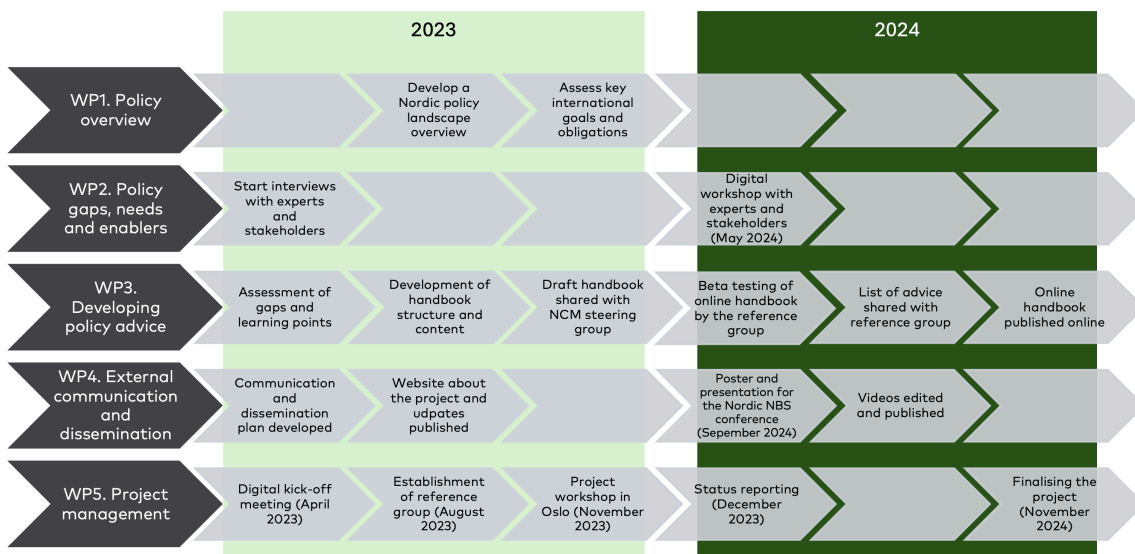 2023
2024
WP1. Policy
overview
Develop a
Nordic policy
landscape
overview
Assess key
international
goals and
obligations
WP2. Policy
gaps, needs
and enablers
Start interviews
with experts
and
stakeholders
Digital
workshop with
experts and
stakeholders
(May 2024)
WP3.
Developing
policy advice
Assessment of
gaps and
learning points
Development of
handbook
structure and
content
Draft handbook
shared with
NCM steering
group
Beta testing of
online handbook
by the reference
group
List of advice
shared with
reference group
Online
handbook
published online
WP4. External
communication
and
dissemination
Communication
and
dissemination
plan developed
Website about
the project and
udpates
published
Poster and
presentation for
the Nordic NBS
conference
(Sepember 2024)
Videos edited
and published
WP5. Project
management
Digital kick-off
meeting (April
2023)
Establishment
of reference
group (August
2023)
Project
workshop in
Oslo (November
2023)
Status reporting
(December
2023)
Finalising the
project
(November
2024)